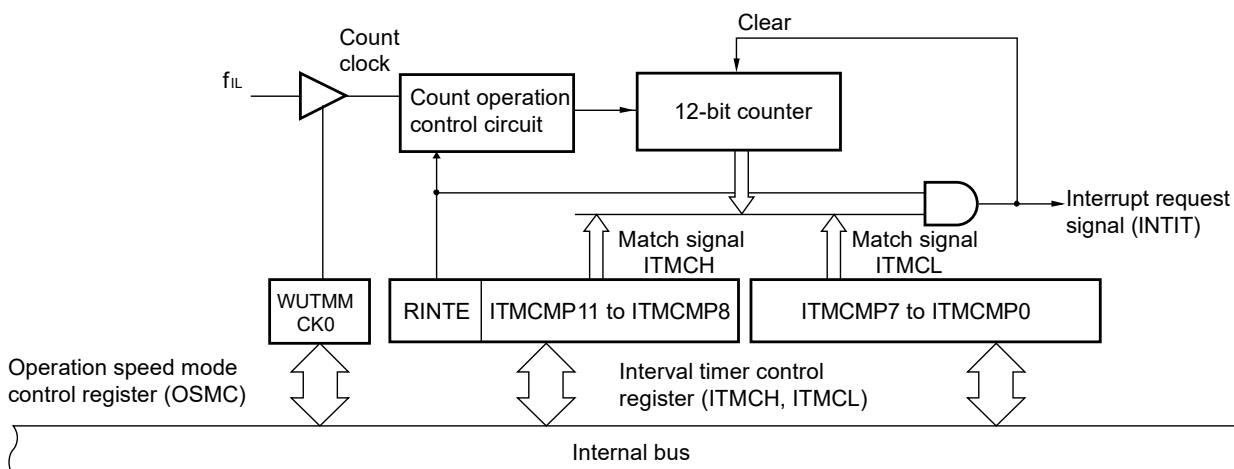 Clear
Count
clock
fIL
Count operation
control circuit
12-bit counter
Interrupt request
signal (INTIT)
Match signal
ITMCH
Match signal
ITMCL
WUTMM
CK0
RINTE
ITMCMP11 to ITMCMP8
ITMCMP7 to ITMCMP0
Operation speed mode
control register (OSMC)
Interval timer control
register (ITMCH, ITMCL)
Internal bus